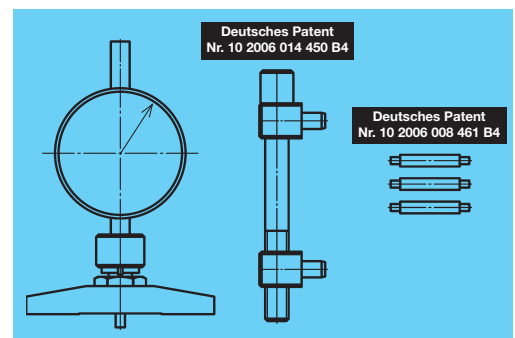 Deutsches Patent
Nr. 10 2006 014 450 B4
Deutsches Patent
Nr. 10 2006 008 461 B4